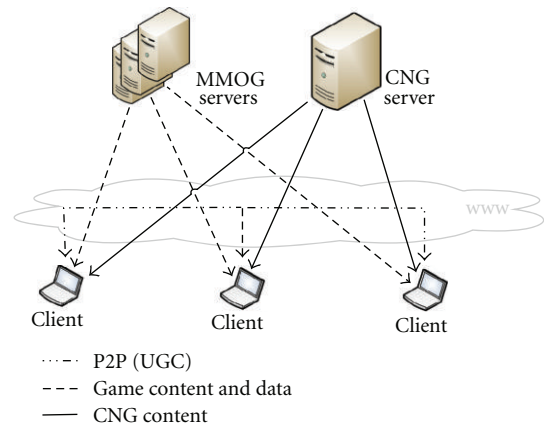 MMOG
servers
CNG
server
WWW
Client
Client
Client
P2P (UGC)
Game content and data
CNG content